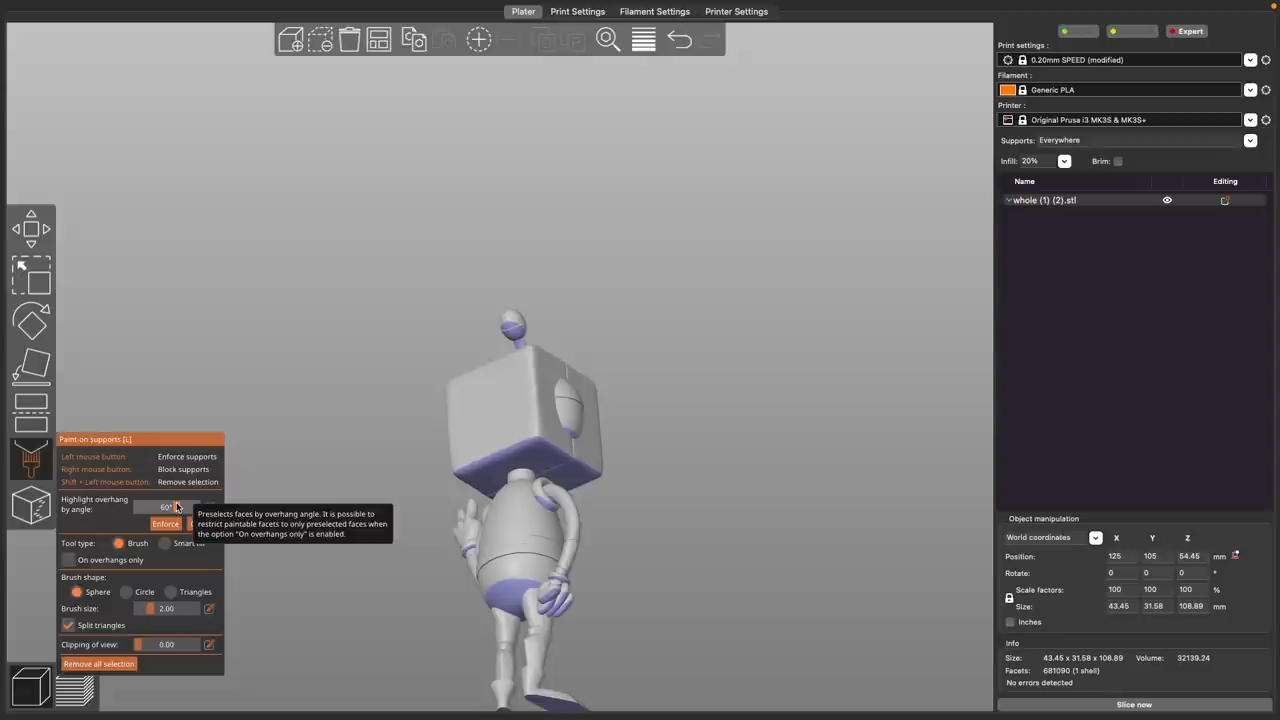 Plater Print Settings Filament Settings Printer Settings
Expert
Print settings :
0.20mm SPEED (modified)
Filament :
Generic PLA
Printer :
Original Prusa i3 MK3S & MK3S+
Supports: Everywhere
Infill: 20% Brim:
Name Editing
whole (1) (2).stl
Paint-on supports [L]
Left mouse button: Enforce supports
Right mouse button: Block supports
Shift + Left mouse button: Remove selection
Highlight overhang
by angle: 60°
Enforce
Preselects faces by overhang angle. It is possible to
restrict paintable facets to only preselected faces when
the option "On overhangs only" is enabled.
Tool type: Brush
On overhangs only
Brush shape:
Sphere Circle Triangles
Brush size: 2.00
Split triangles
Clipping of view: 0.00
Remove all selection
Object manipulation
World coordinates X Y Z
Position: 125 105 54.45 mm
Rotate: 0 0 0 °
Scale factors: 100 100 100 %
Size: 43.45 31.58 108.89 mm
Inches
Info
Size: 43.45 x 31.58 x 108.89 Volume: 32139.24
Facets: 681090 (1 shell)
No errors detected
Slice now